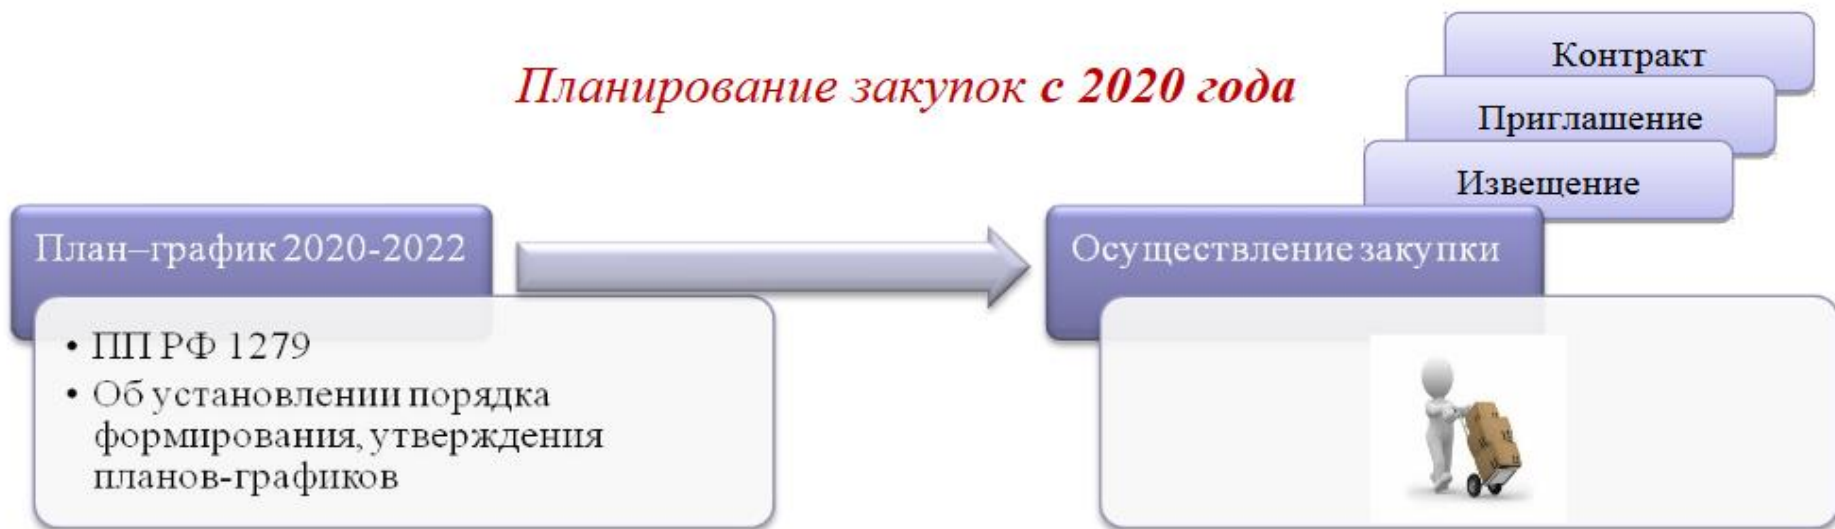 Контракт
Планирование закупок с 2020 года
Приглашение
Извещение
План–график 2020-2022
Осуществление закупки
• ПП РФ 1279
• Об установлении порядка
формирования, утверждения
планов-графиков